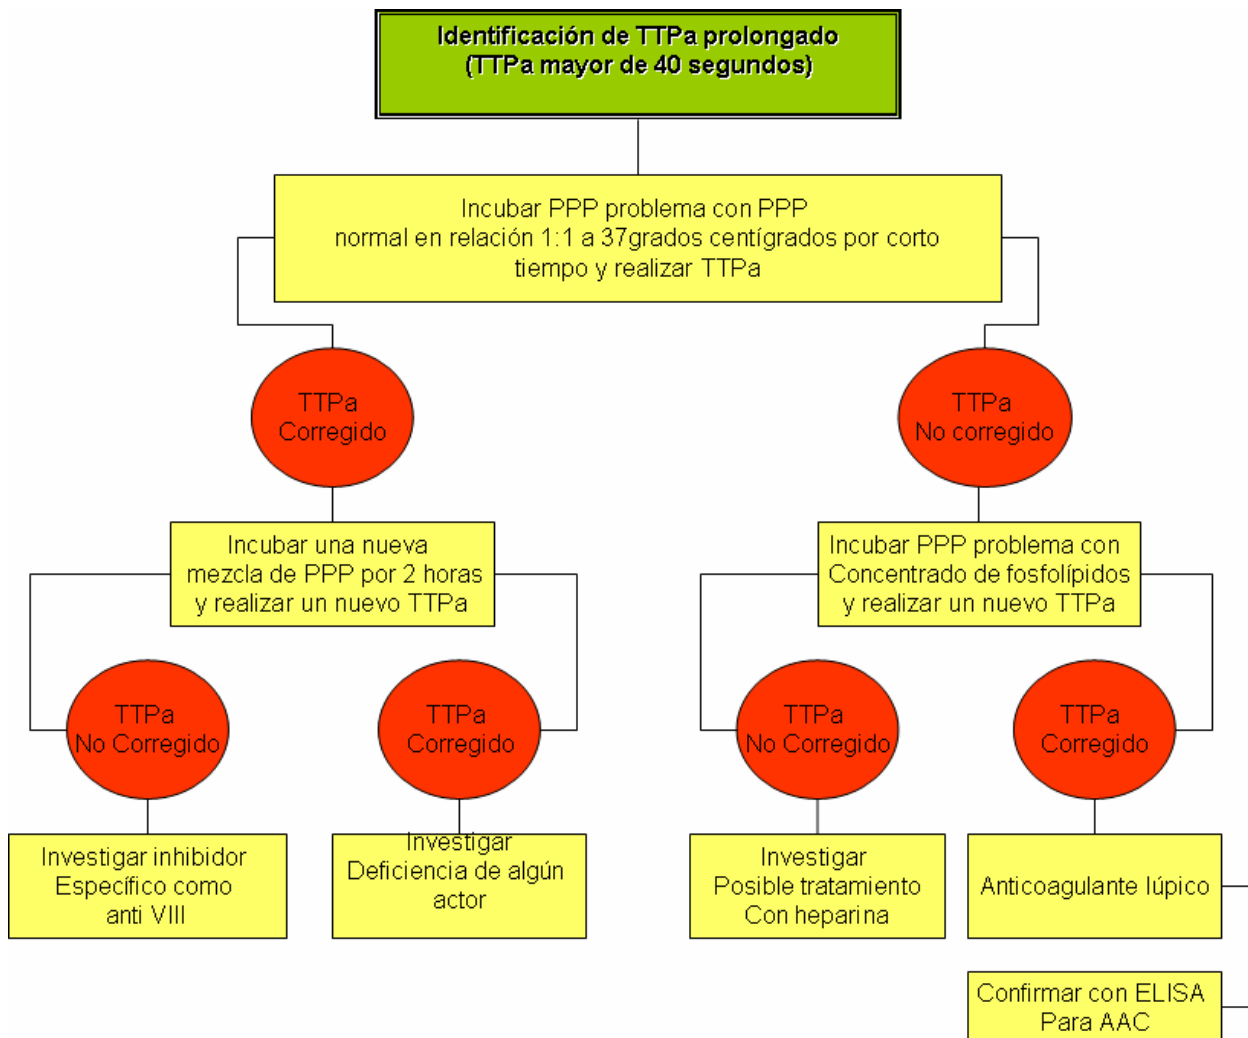 Identificación de TTPa prolongado
(TTPa mayor de 40 segundos)
Incubar PPP problema con PPP
normal en relación 1:1 a 37grados centígrados por corto
tiempo y realizar TTPa
TTPa
Corregido
TTPa
No corregido
Incubar una nueva
mezcla de PPP por 2 horas
y realizar un nuevo TTPa
Incubar PPP problema con
Concentrado de fosfolípidos
y realizar un nuevo TTPa
TTPa
No Corregido
TTPa
Corregido
TTPa
No Corregido
TTPa
Corregido
Investigar inhibidor
Específico como
anti VIII
Investigar
Deficiencia de algún
actor
Investigar
Posible tratamiento
Con heparina
Anticoagulante lúpico
Confirmar con ELISA
Para AAC